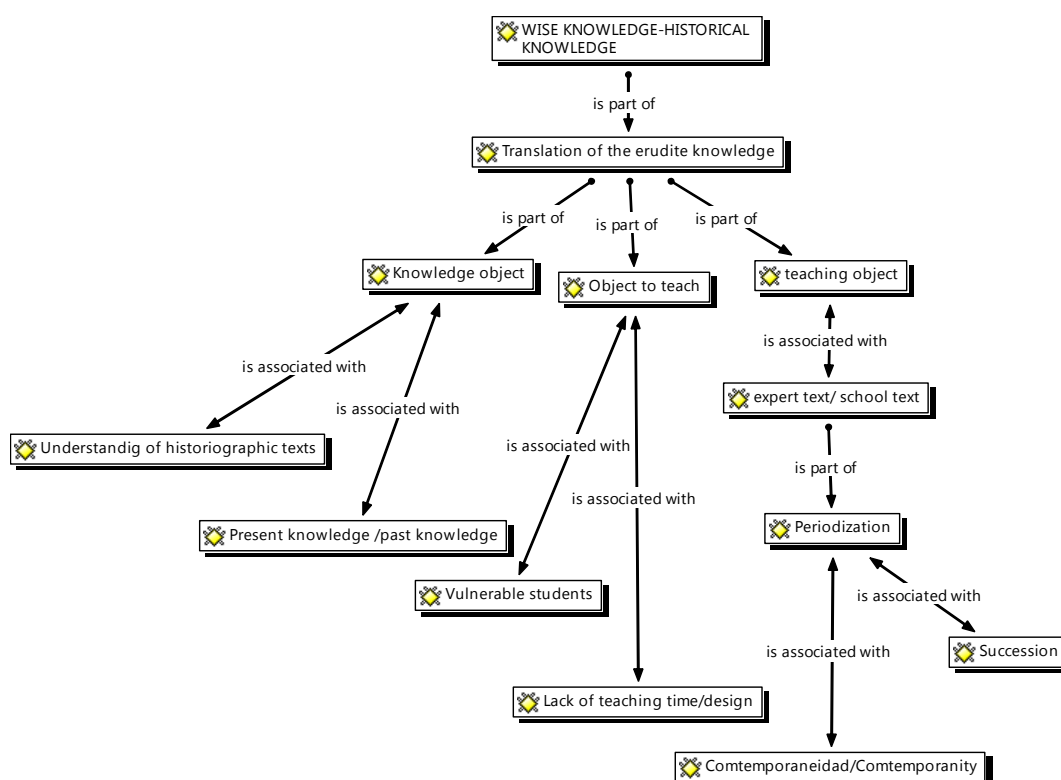 WISE KNOWLEDGE-HISTORICAL
KNOWLEDGE
is part of
Translation of the erudite knowledge
is part of
is part of
is part of
Knowledge object
Object to teach
teaching object
is associated with
is associated with
is associated with
expert text/ school text
Understandig of historiographic texts
is associated with
is part of
is associated with
Present knowledge /past knowledge
Periodization
Vulnerable students
is associated with
is associated with
Succession
Lack of teaching time/design
Comtemporaneidad/Comtemporanity